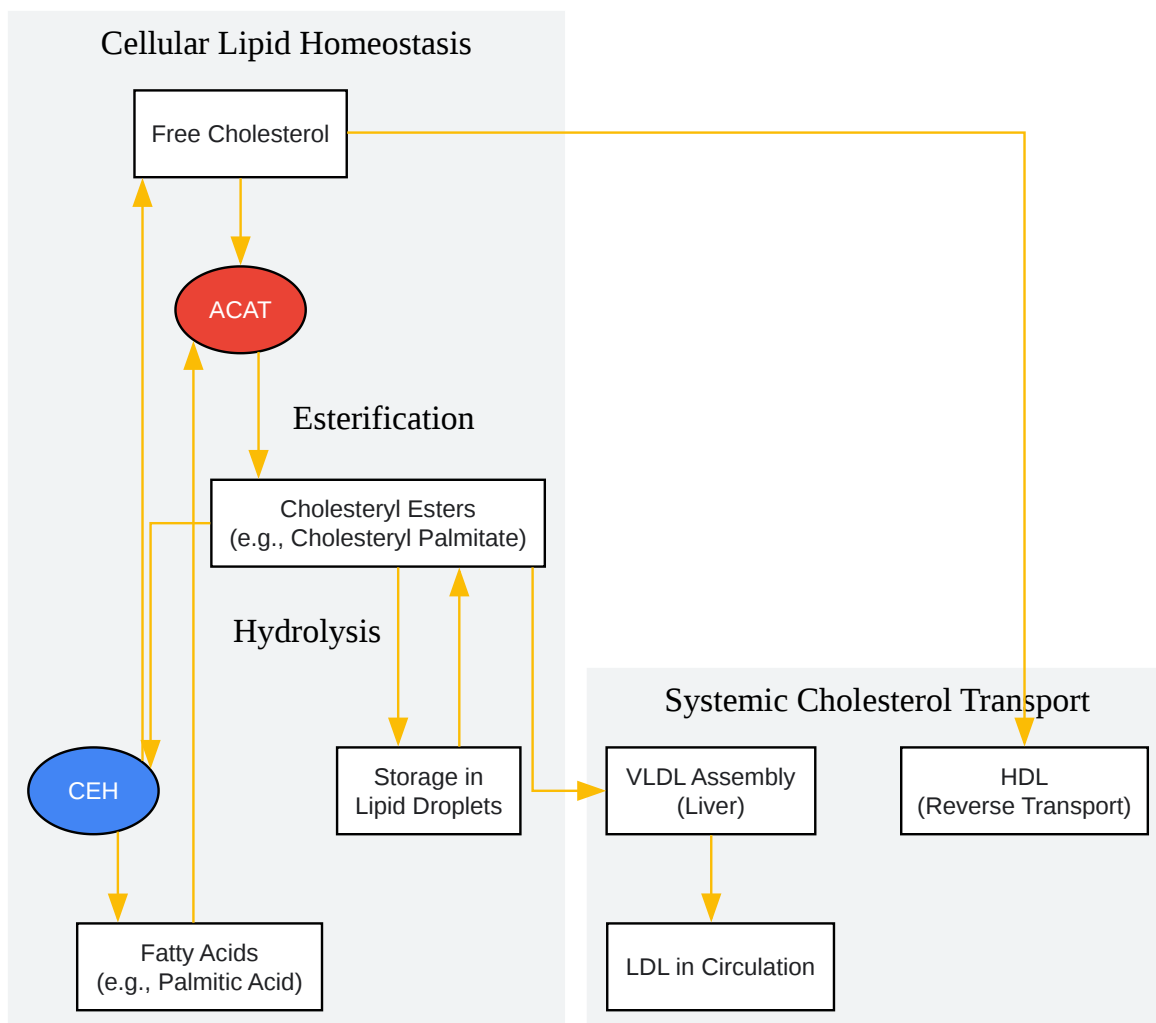 Cellular Lipid Homeostasis
Free Cholesterol
ACAT
Esterification
Cholesteryl Esters
(e.g., Cholesteryl Palmitate)
Hydrolysis
Systemic Cholesterol Transport
CEH
Storage in
Lipid Droplets
VLDL Assembly
(Liver)
HDL
(Reverse Transport)
Fatty Acids
(e.g., Palmitic Acid)
LDL in Circulation